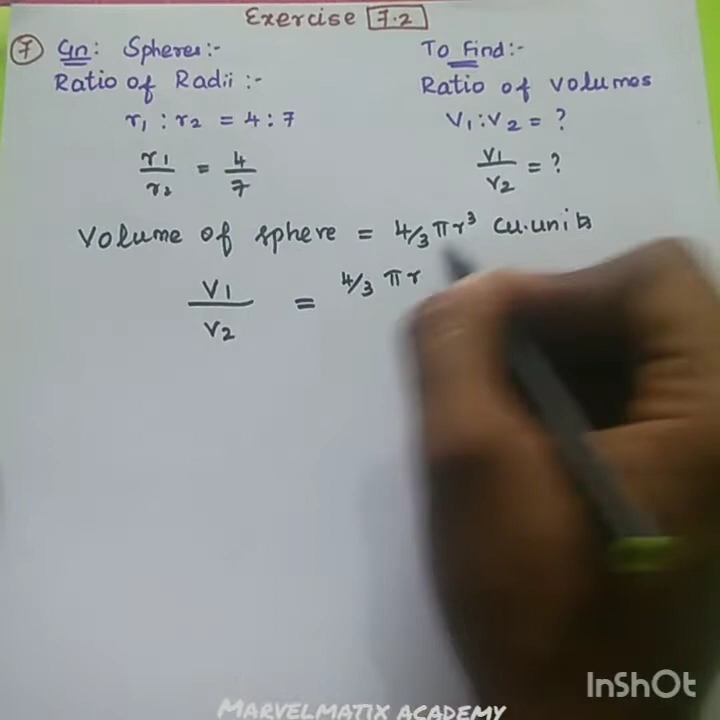 Exercise 7.2
7 Gn: Spheres:-
To Find:-
Ratio of Radii :-
Ratio of volumes
r1 : r2 = 4 : 7
V1 : V2 = ?
r1/r2 = 4/7
V1/V2 = ?
Volume of sphere = 4/3 πr³ cu.units
V1/V2 = 4/3 πr
InShOt
MARVELMATIX ACADEMY